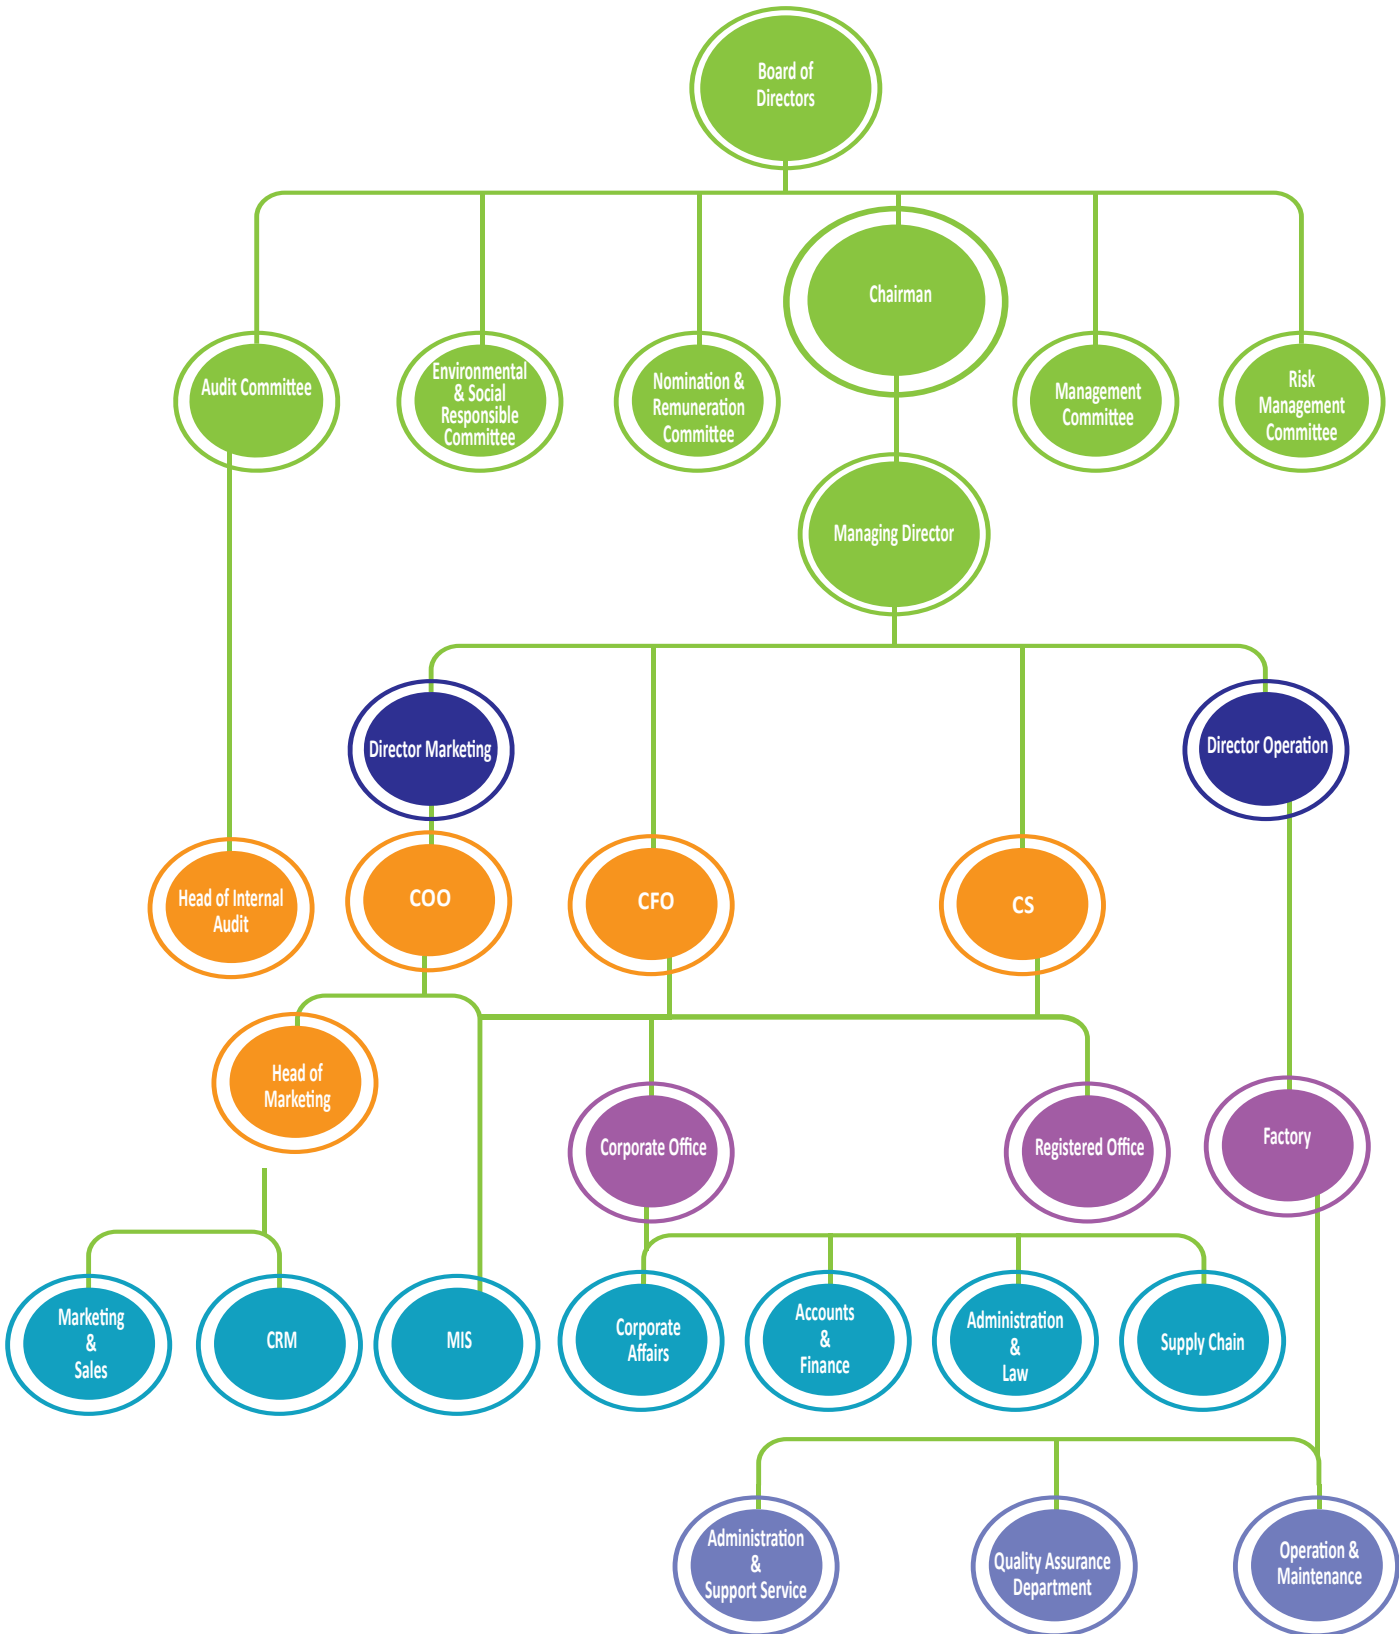 Board of
Directors
Chairman
Audit Committee
Environmental
& Social
Responsible
Committee
Nomination &
Remuneration
Committee
Management
Committee
Risk
Management
Committee
Managing Director
Director Marketing
Director Operation
Head of Internal
Audit
COO
CFO
CS
Head of
Marketing
Corporate Office
Registered Office
Factory
Marketing
&
Sales
CRM
MIS
Corporate
Affairs
Accounts
&
Finance
Administration
&
Law
Supply Chain
Administration
&
Support Service
Quality Assurance
Department
Operation &
Maintenance